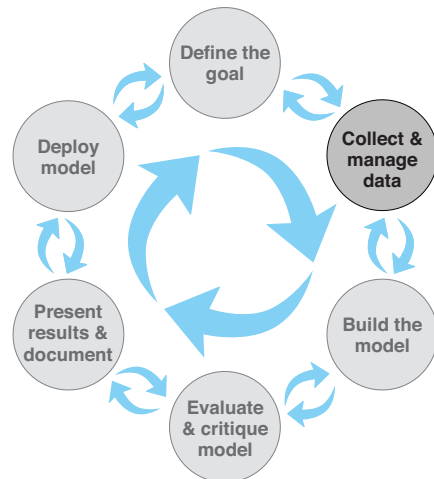 Define the
goal
Collect &
manage
data
Build the
model
Evaluate
& critique
model
Present
results &
document
Deploy
model